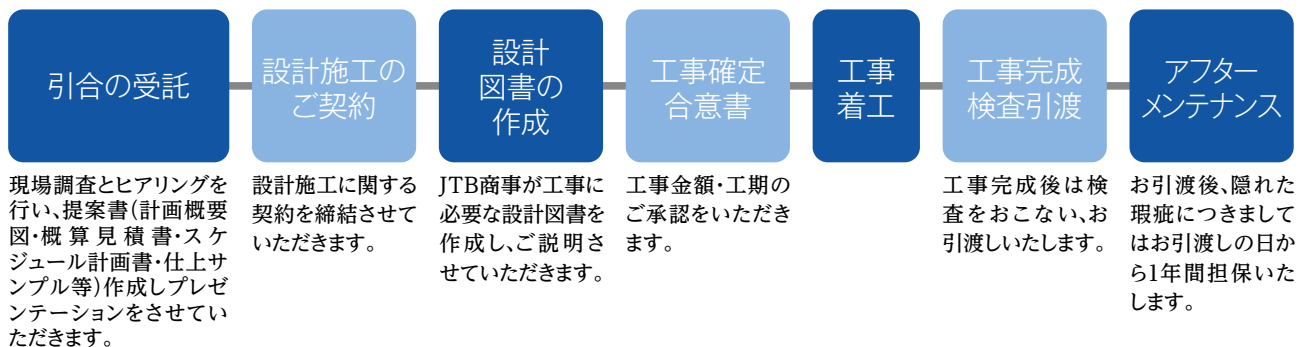 引合の受託
設計施工の
ご契約
設計
図書の
作成
工事確定
合意書
工事
着工
工事完成
検査引渡
アフター
メンテナンス
現場調査とヒアリングを
行い、提案書(計画概要
図・概算見積書・スケ
ジュール計画書・仕上サ
ンプル等)作成しプレゼ
ンテーションをさせてい
ただきます。
設計施工に関する
契約を締結させて
いただきます。
JTB商事が工事に
必要な設計図書を
作成し、ご説明さ
せていただきます。
工事金額・工期の
ご承認をいただき
ます。
工事完成後は検
査をおこない、お
引渡しいたします。
お引渡後、隠れた
瑕疵につきまして
はお引渡しの日か
ら1年間担保いた
します。